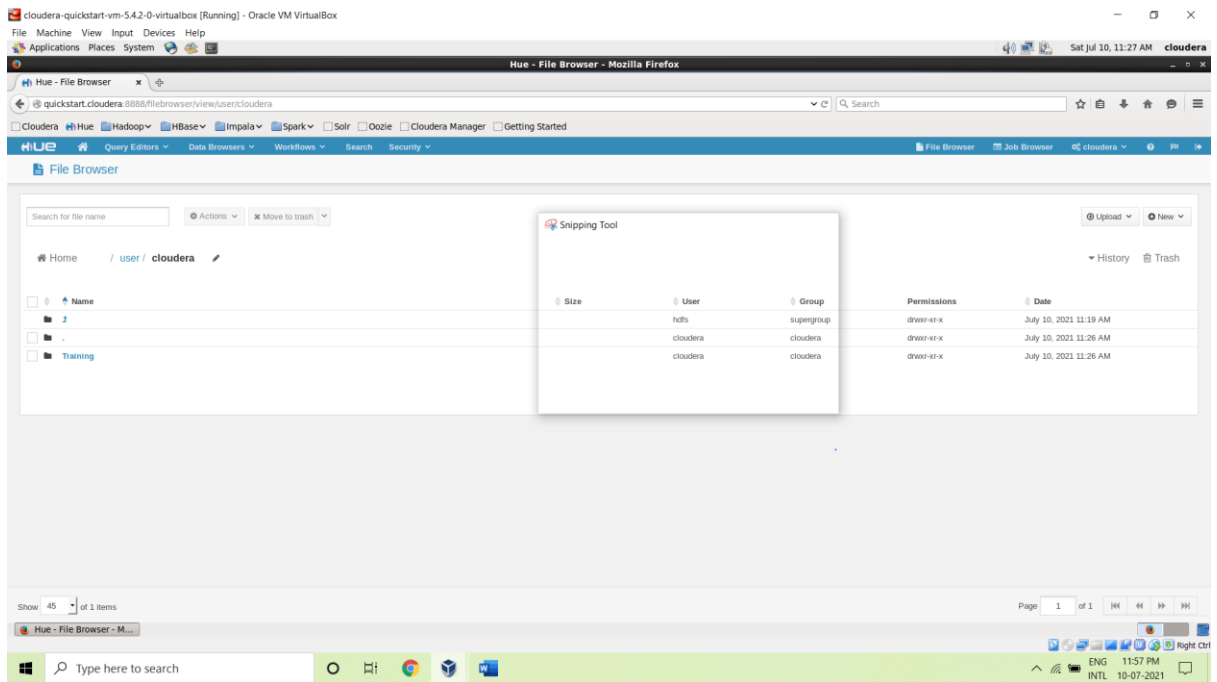 cloudera-quickstart-vm-5.4.2-0-virtualbox [Running] - Oracle VM VirtualBox
File Machine View Input Devices Help
Applications Places System Sat Jul 10, 11:27 AM cloudera
Hue - File Browser - Mozilla Firefox
Hue - File Browser
quickstart.cloudera:8888/filebrowser/view/user/cloudera Search
Cloudera Hue Hadoop HBase Impala Spark Solr Oozie Cloudera Manager Getting Started
HUE Query Editors Data Browsers Workflows Search Security File Browser Job Browser cloudera
File Browser
Search for file name Actions Move to trash Upload New
Snipping Tool
Home / user / cloudera History Trash
Name Size User Group Permissions Date
hdfs supergroup drwxr-xr-x July 10, 2021 11:19 AM
. cloudera cloudera drwxr-xr-x July 10, 2021 11:26 AM
Training cloudera cloudera drwxr-xr-x July 10, 2021 11:26 AM
Show 45 of 1 items Page 1 of 1
Hue - File Browser - M...
Right Ctrl
Type here to search ENG 11:57 PM
INTL 10-07-2021